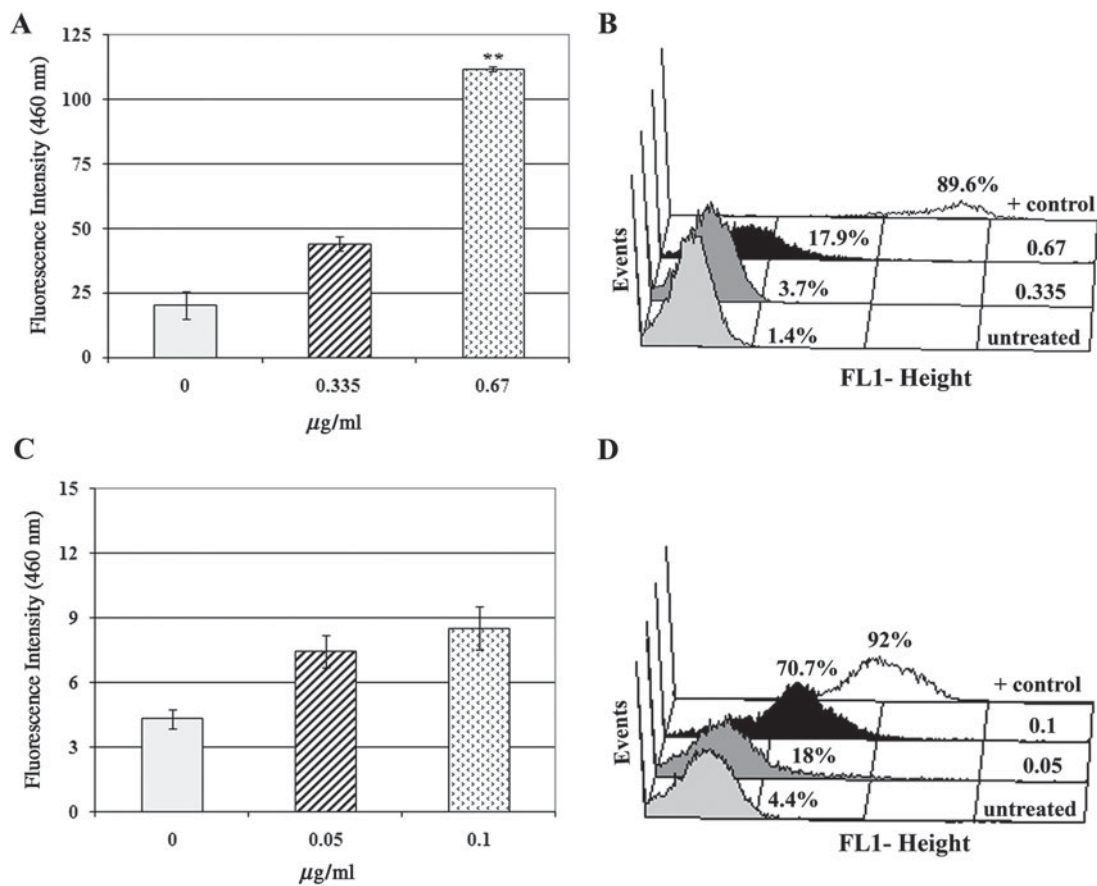 A
Fluorescence Intensity (460 nm)
125
100
75
50
25
0
**
0 0.335 0.67
µg/ml
B
Events
89.6%
+ control
17.9%
0.67
3.7%
0.335
1.4%
untreated
FL1- Height
C
Fluorescence Intensity (460 nm)
15
12
9
6
3
0
0 0.05 0.1
µg/ml
D
Events
92%
70.7%
+ control
0.1
18%
0.05
4.4%
untreated
FL1- Height